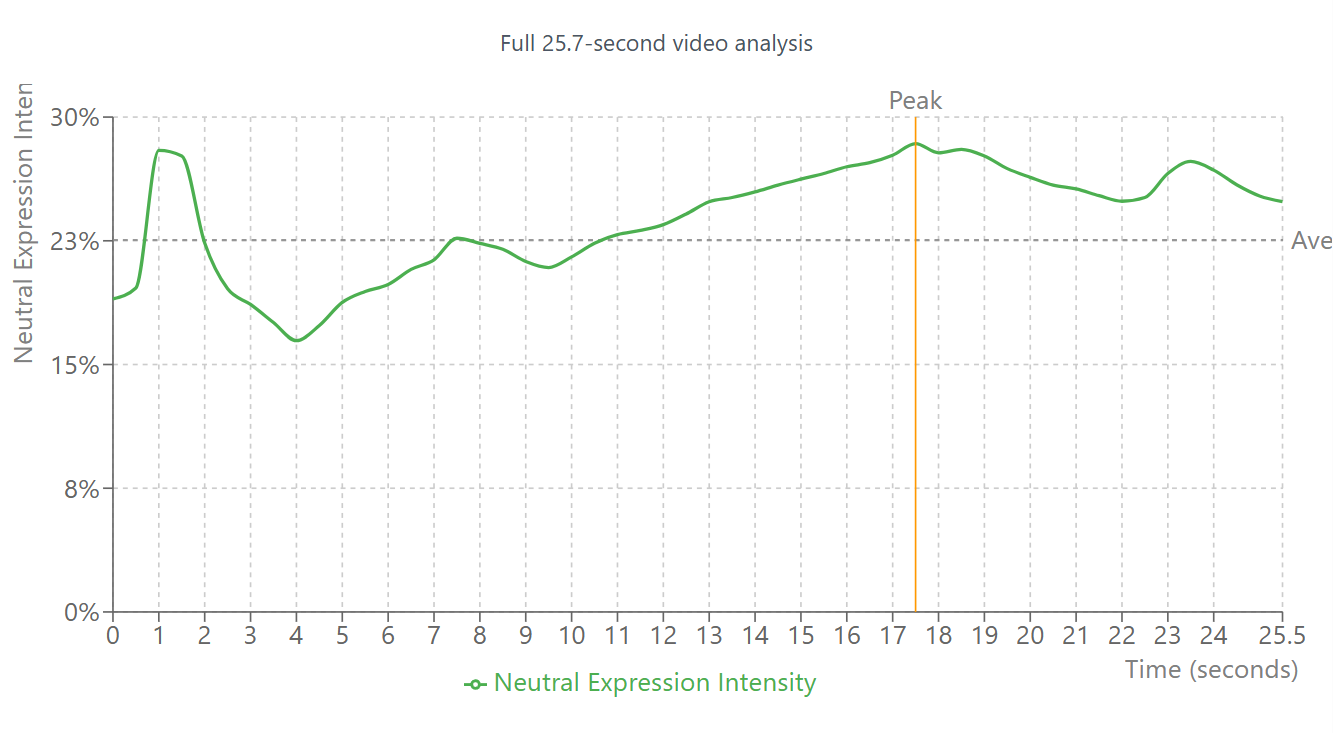 Full 25.7-second video analysis
Peak
Neutral Expression Inten
30%
23%
15%
8%
0%
Ave
0 1 2 3 4 5 6 7 8 9 10 11 12 13 14 15 16 17 18 19 20 21 22 23 24 25.5
Time (seconds)
Neutral Expression Intensity